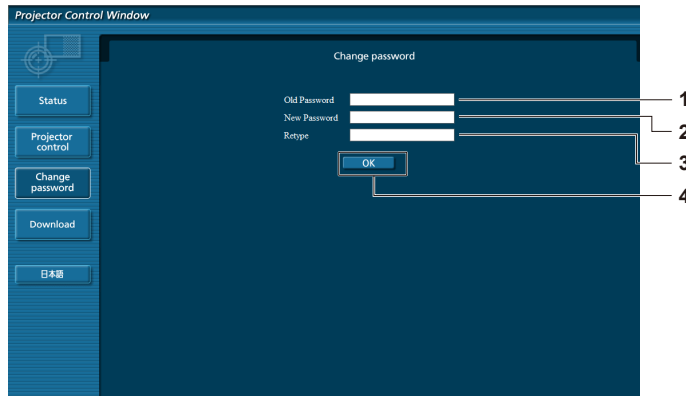 Projector Control Window
Change password
Status
Projector
control
Change
password
Download
日本語
Old Password
New Password
Retype
OK
1
2
3
4